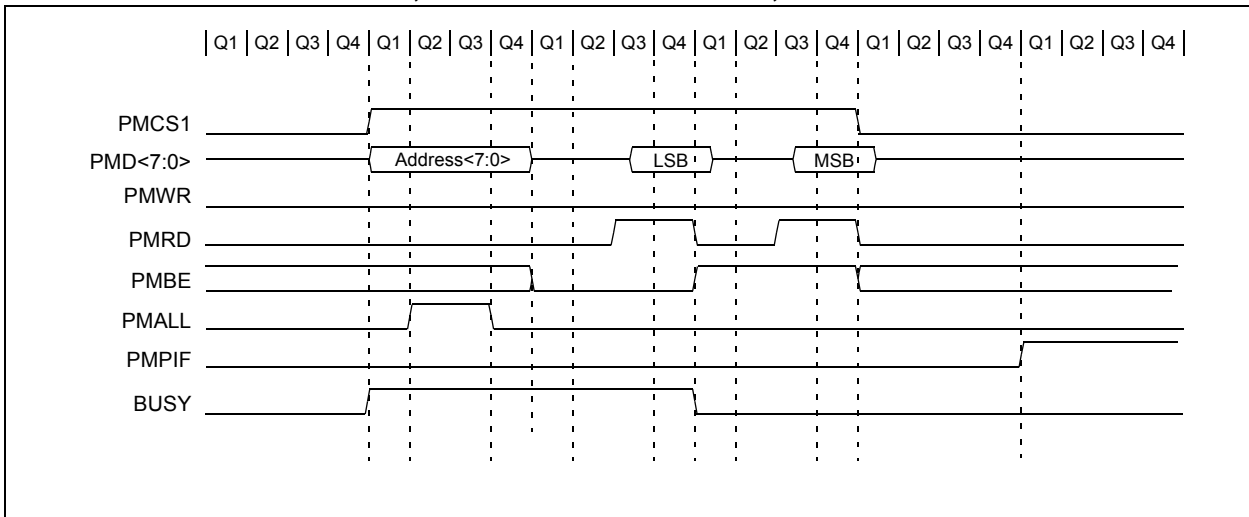 Q1 Q2 Q3 Q4 Q1 Q2 Q3 Q4 Q1 Q2 Q3 Q4 Q1 Q2 Q3 Q4 Q1 Q2 Q3 Q4 Q1 Q2 Q3 Q4
PMCS1
PMD<7:0> Address<7:0> LSB MSB
PMWR
PMRD
PMBE
PMALL
PMPIF
BUSY